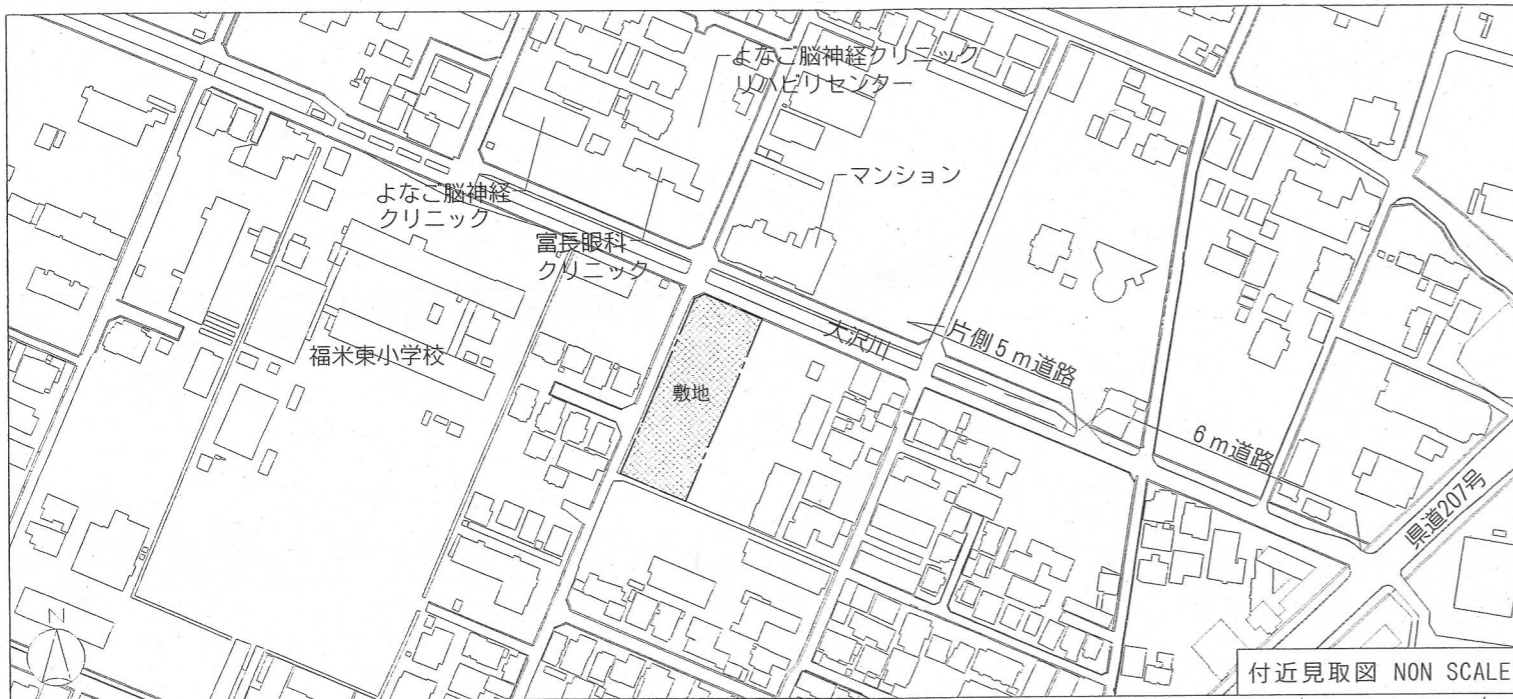 よなご脳神経クリニック
リハビリセンター
マンション
よなご脳神経
クリニック
富長眼科
クリニック
大沢川
片側5m道路
福米東小学校
敷地
6m道路
県道207号
N
付近見取図 NON SCALE